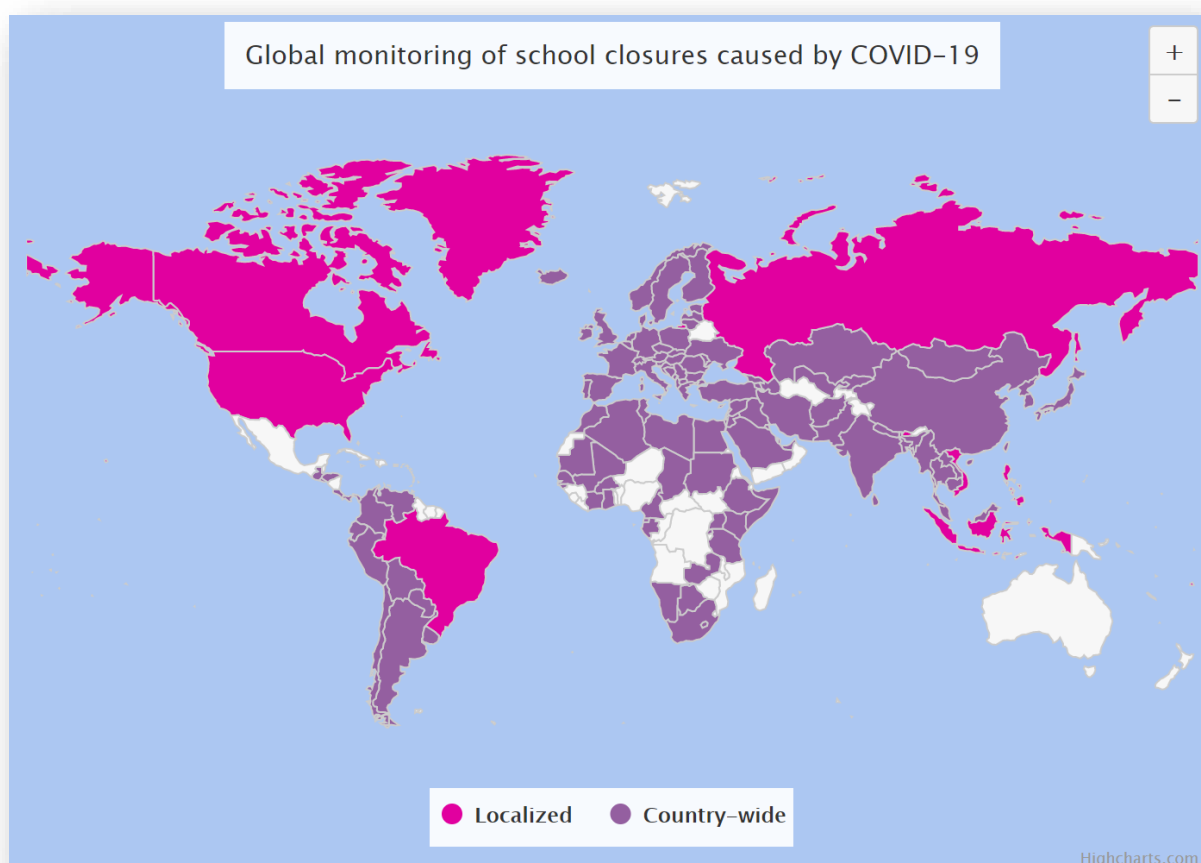 Global monitoring of school closures caused by COVID-19
+
−
Localized
Country-wide
Highcharts.com